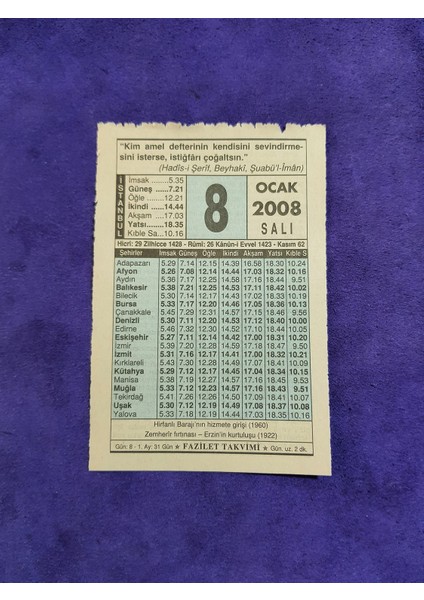 "Kim amel defterinin kendisini sevindirme-
sini isterse, istiğfârı çoğaltsın."
(Hadîs-i Şerîf, Beyhakî, Şuabü'l-Îmân)
İSTANBUL
İmsak ........5.35
Güneş ......7.21
Öğle ........12.21
İkindi .....14.44
Akşam .....17.03
Yatsı.......18.35
Kıble Sa...10.16
8
OCAK
2008
SALI
Hicrî: 29 Zilhicce 1428 - Rûmî: 26 Kânûn-i Evvel 1423 - Kasım 62
Şehirler İmsak Güneş Öğle İkindi Akşam Yatsı Kıble S
Adapazarı 5.29 7.14 12.15 14.39 16.58 18.30 10.24
Afyon 5.26 7.08 12.14 14.44 17.03 18.32 10.16
Aydın 5.36 7.17 12.25 14.58 17.16 18.44 9.51
Balıkesir 5.38 7.21 12.23 14.53 17.11 18.42 10.02
Bilecik 5.30 7.14 12.17 14.43 17.02 18.33 10.18
Bursa 5.33 7.17 12.20 14.46 17.05 18.36 10.13
Çanakkale 5.45 7.29 12.31 14.57 17.15 18.46 9.56
Denizli 5.30 7.11 12.20 14.53 17.12 18.40 10.00
Edirne 5.46 7.32 12.30 14.52 17.10 18.42 10.05
Eskişehir 5.27 7.11 12.14 14.42 17.00 18.31 10.20
İzmir 5.39 7.20 12.28 14.59 17.18 18.47 9.50
İzmit 5.31 7.16 12.17 14.41 17.00 18.32 10.21
Kırklareli 5.43 7.30 12.28 14.49 17.08 18.40 10.09
Kütahya 5.29 7.12 12.17 14.45 17.04 18.34 10.15
Manisa 5.38 7.19 12.27 14.57 17.16 18.45 9.53
Muğla 5.33 7.12 12.23 14.57 17.16 18.43 9.51
Tekirdağ 5.41 7.26 12.26 14.50 17.09 18.41 10.07
Uşak 5.30 7.12 12.19 14.49 17.08 18.37 10.08
Yalova 5.33 7.18 12.19 14.44 17.03 18.34 10.17
Hirfanlı Barajı'nın hizmete girişi (1960)
Zemherîr fırtınası – Erzin'in kurtuluşu (1922)
Gün: 8 - 1. Ay: 31 Gün ★ FAZİLET TAKVİMİ ★ Gün. uz. 2 dk.